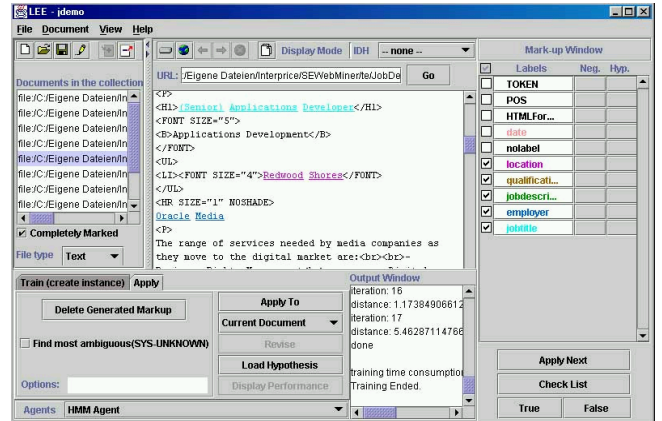 LEE - jdemo
File Document View Help
Display Mode IDH -- none --
Mark-up Window
Documents in the collection
URL: /Eigene Dateien/Interprice/SEWebMiner/te/JobDe Go
Labels Neg. Hyp.
file:/C:/Eigene Dateien/In
file:/C:/Eigene Dateien/In
file:/C:/Eigene Dateien/In
file:/C:/Eigene Dateien/In
file:/C:/Eigene Dateien/In
file:/C:/Eigene Dateien/In
file:/C:/Eigene Dateien/In
file:/C:/Eigene Dateien/In
Completely Marked
File type Text
<P>
<H1>(Senior) Applications Developer</H1>
<FONT SIZE="5">
<B>Applications Development</B>
</FONT>
<UL>
<LI><FONT SIZE="4">Redwood Shores</FONT>
</UL>
<HR SIZE="1" NOSHADE>
Oracle Media
<P>
The range of services needed by media companies as
they move to the digital market are:<br><br>-
TOKEN
POS
HTMLFor...
date
nolabel
location
qualificati...
jobdescri...
employer
jobtitle
Train (create instance) Apply
Delete Generated Markup
Find most ambiguous(SYS-UNKNOWN)
Options:
Apply To
Current Document
Revise
Load Hypothesis
Display Performance
Agents HMM Agent
Output Window
iteration: 16
distance: 1.17384906612
iteration: 17
distance: 5.46287114766
done
training time consumption
Training Ended.
Apply Next
Check List
True False